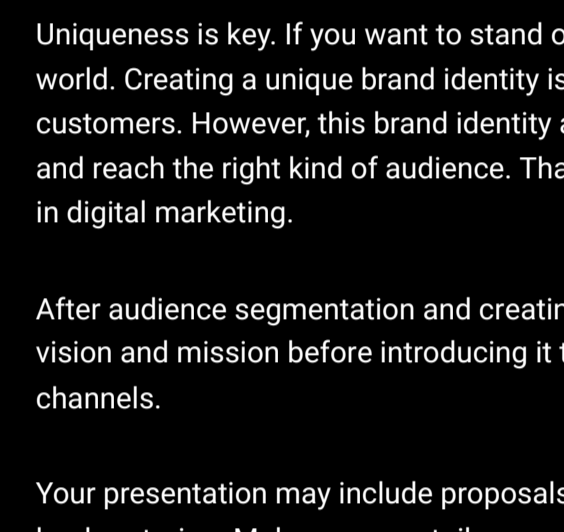 Uniqueness is key. If you want to stand
world. Creating a unique brand identity is
customers. However, this brand identity
and reach the right kind of audience.
in digital marketing.
After audience segmentation and
vision and mission before introducing it
channels.
Your presentation may include proposals